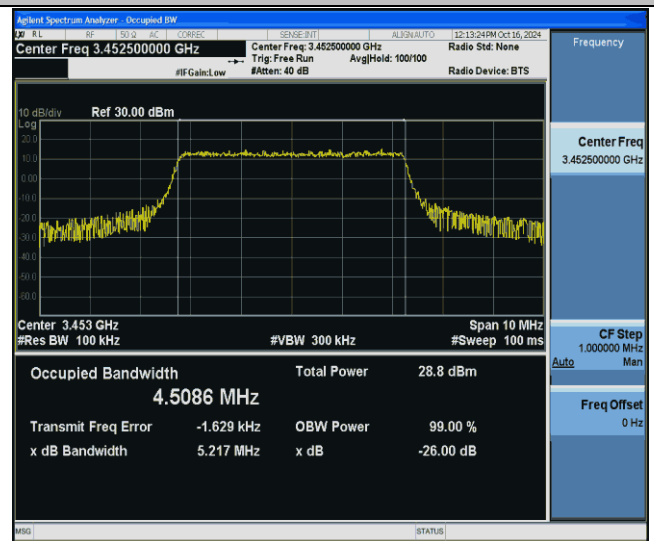 Agilent Spectrum Analyzer - Occupied BW
LXI RL RF 50 Ω AC CORREC SENSE:INT ALIGN AUTO 12:13:24 PM Oct 16, 2024
Center Freq 3.452500000 GHz Center Freq: 3.452500000 GHz Radio Std: None Frequency
Trig: Free Run Avg|Hold: 100/100
#IFGain:Low #Atten: 40 dB Radio Device: BTS
10 dB/div Ref 30.00 dBm
Log
20.0
10.0
0.00
-10.0
-20.0
-30.0
-40.0
-50.0
-60.0
Center Freq
3.452500000 GHz
Center 3.453 GHz Span 10 MHz
#Res BW 100 kHz #VBW 300 kHz #Sweep 100 ms
CF Step
1.000000 MHz
Auto Man
Occupied Bandwidth Total Power 28.8 dBm
4.5086 MHz
Transmit Freq Error -1.629 kHz OBW Power 99.00 %
x dB Bandwidth 5.217 MHz x dB -26.00 dB
Freq Offset
0 Hz
MSG STATUS